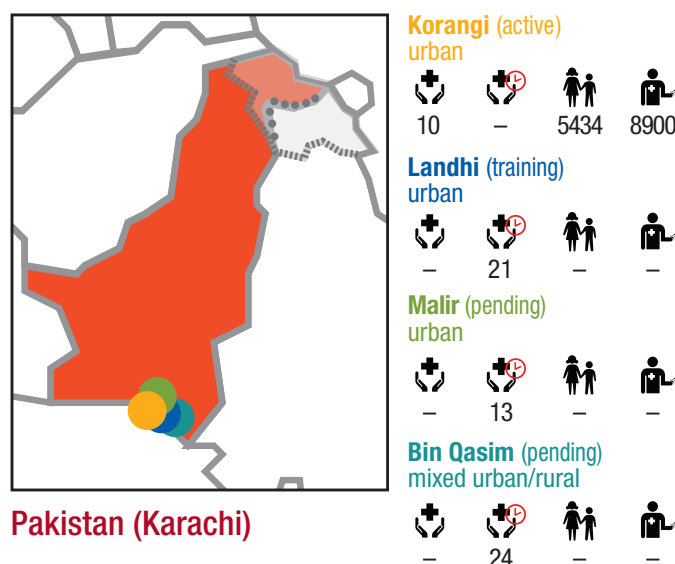 Korangi (active)
urban
10 – 5434 8900
Landhi (training)
urban
– 21 – –
Malir (pending)
urban
– 13 – –
Bin Qasim (pending)
mixed urban/rural
– 24 – –
Pakistan (Karachi)